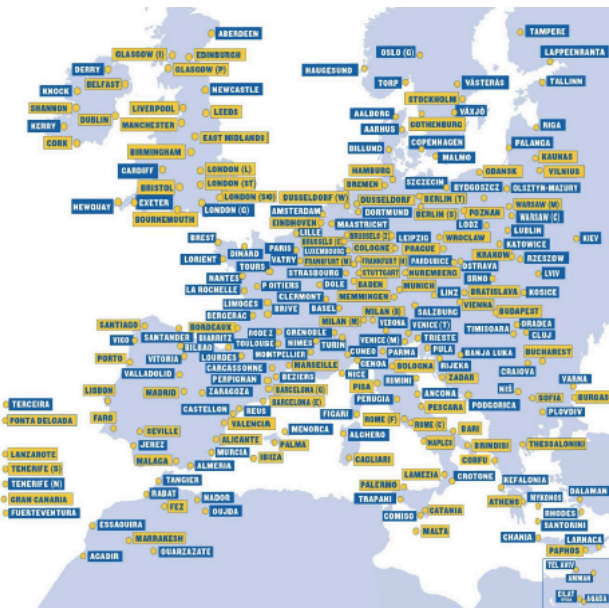 ABERDEEN
TAMPERE
OSLO (G)
GLASGOW (I)
EDINBURGH
LAPPEENRANTA
DERRY
GLASGOW (P)
HAUGESUND
BELFAST
TORP
VÄSTERÅS
TALLINN
KNOCK
NEWCASTLE
STOCKHOLM
SHANNON
LIVERPOOL
LEEDS
AALBORG
VÄXJÖ
DUBLIN
MANCHESTER
GOTHENBURG
RIGA
KERRY
AARHUS
EAST MIDLANDS
COPENHAGEN
PALANGA
CORK
BILLUND
MALMO
KAUNAS
BIRMINGHAM
HAMBURG
GDANSK
VILNIUS
CARDIFF
LONDON (L)
BREMEN
SZCZECIN
BYDGOSZCZ
OLSZTYN-MAZURY
BRISTOL
LONDON (ST)
DUSSELDORF (W)
DUSSELDORF
BERLIN (T)
WARSAW (M)
NEWQUAY
EXETER
LONDON (SO)
AMSTERDAM
DORTMUND
BERLIN (S)
POZNAN
WARSAW (C)
BOURNEMOUTH
LONDON (G)
EINDHOVEN
MAASTRICHT
LODZ
LUBLIN
BREST
LILLE
BRUSSELS (Z)
LEIPZIG
WROCLAW
KATOWICE
KIEV
DINARD
PARIS
BRUSSELS (C)
COLOGNE
PRAGUE
KRAKOW
RZESZOW
LORIENT
VATRY
LUXEMBOURG
FRANKFURT (H)
FRANKFURT (H
PARDUBICE
OSTRAVA
TOURS
STRASBOURG
STUTTGART
NUREMBERG
BRNO
LVIV
NANTES
POITIERS
DOLE
BADEN
MUNICH
LINZ
BRATISLAVA
KOSICE
LA ROCHELLE
CLERMONT
MEMMINGEN
VIENNA
LIMOGES
BRIVE
BASEL
MILAN (B)
SALZBURG
BUDAPEST
BERGERAC
MILAN (M)
VERONA
VENICE (T)
ORADEA
SANTIAGO
BORDEAUX
RODEZ
GRENOBLE
TRIESTE
TIMISOARA
CLUJ
VIGO
SANTANDER
BIARRITZ
TOULOUSE
NIMES
TURIN
VENICE (M)
PULA
BILBAO
MONTPELLIER
CUNEO
PARMA
BANJA LUKA
BUCHAREST
PORTO
VITORIA
LOURDES
MARSEILLE
GENOA
BOLOGNA
RIJEKA
CRAIOVA
VALLADOLID
CARCASSONNE
BEZIERS
NICE
RIMINI
ZADAR
VARNA
LISBON
MADRID
PERPIGNAN
BARCELONA (G)
PISA
ANCONA
NIŠ
SOFIA
BURGAS
ZARAGOZA
PERUGIA
TERCEIRA
CASTELLON
REUS
BARCELONA (E)
FIGARI
PESCARA
PODGORICA
PLOVDIV
PONTA DELGADA
FARO
VALENCIA
MENORCA
ROME (F)
ROME (C)
BARI
SEVILLE
ALICANTE
PALMA
ALGHERO
NAPLES
BRINDISI
THESSALONIKI
JEREZ
MURCIA
IBIZA
CAGLIARI
CORFU
LANZAROTE
MALAGA
ALMERIA
LAMEZIA
CROTONE
TENERIFE (S)
TANGIER
PALERMO
KEFALONIA
TENERIFE (N)
RABAT
NADOR
TRAPANI
ATHENS
MYKONOS
DALAMAN
GRAN CANARIA
FEZ
OUJDA
CATANIA
RHODES
FUERTEVENTURA
COMISO
SANTORINI
ESSAOUIRA
MALTA
CHANIA
LARNACA
MARRAKESH
PAPHOS
AGADIR
OUARZAZATE
TEL AVIV
AMMAN
EILAT
AQABA